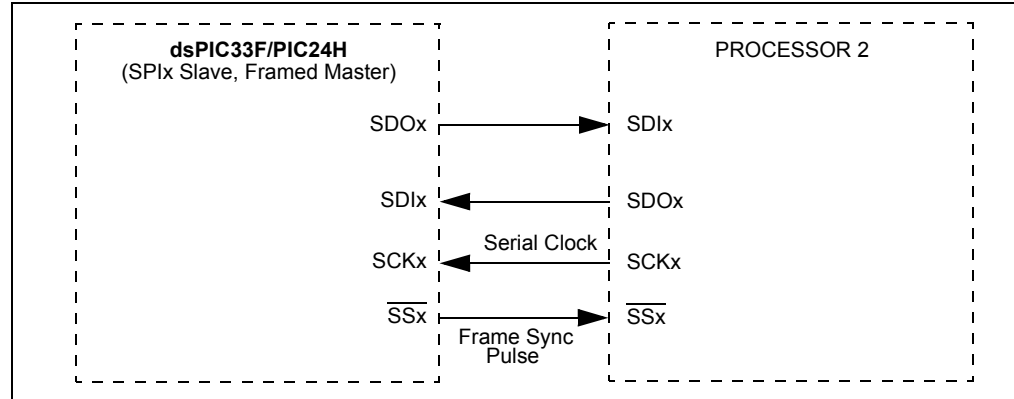 dsPIC33F/PIC24H
(SPIx Slave, Framed Master)
PROCESSOR 2
SDOx
SDIx
SDIx
SDOx
Serial Clock
SCKx
SCKx
SSx
SSx
Frame Sync
Pulse